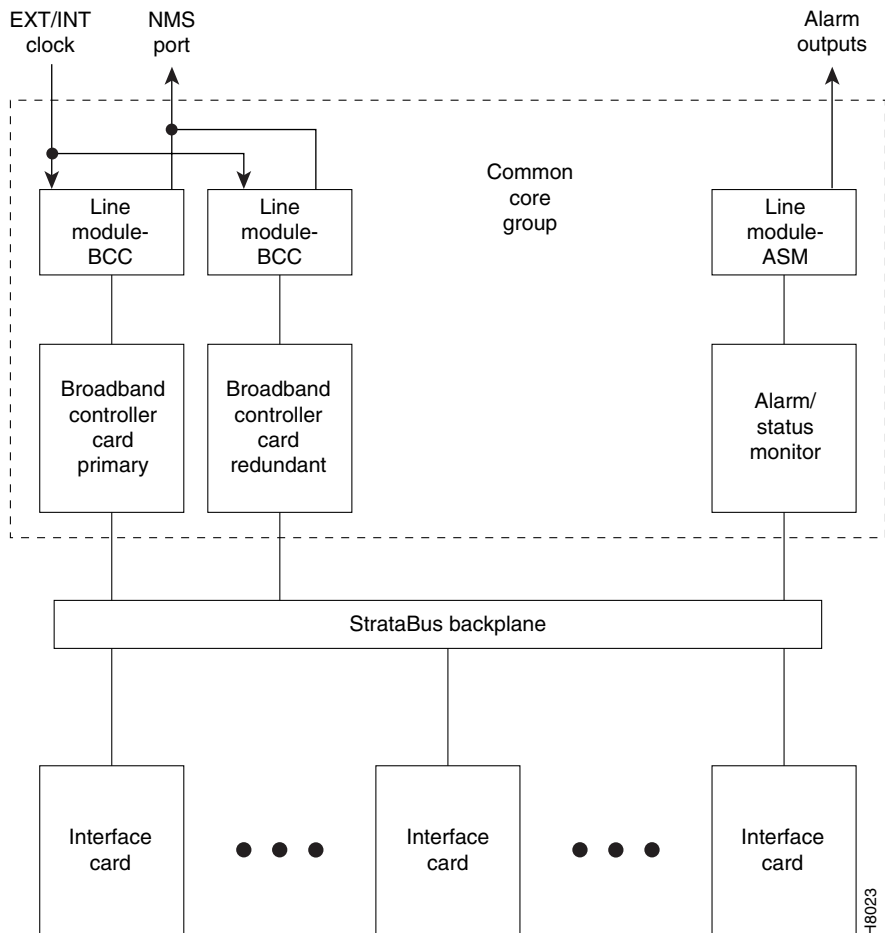 EXT/INT
clock
NMS
port
Alarm
outputs
Common
core
group
Line
module-
BCC
Line
module-
BCC
Line
module-
ASM
Broadband
controller
card
primary
Broadband
controller
card
redundant
Alarm/
status
monitor
StrataBus backplane
Interface
card
Interface
card
Interface
card
H8023